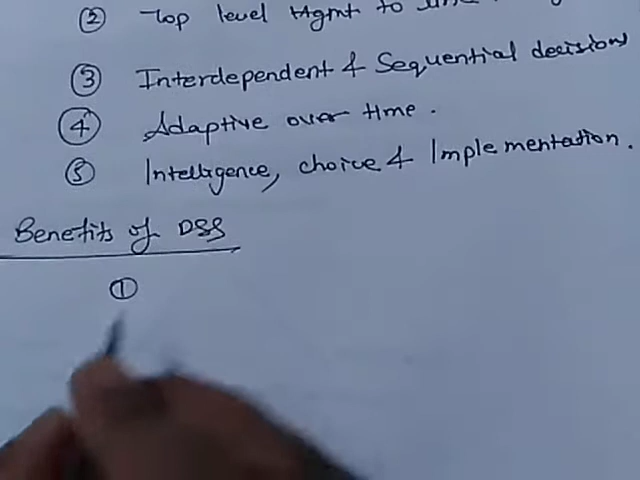 ② Top level Mgmt to
③ Interdependent & Sequential decisions
④ Adaptive over time .
⑤ Intelligence, choice & Implementation.
Benefits of DSS
①